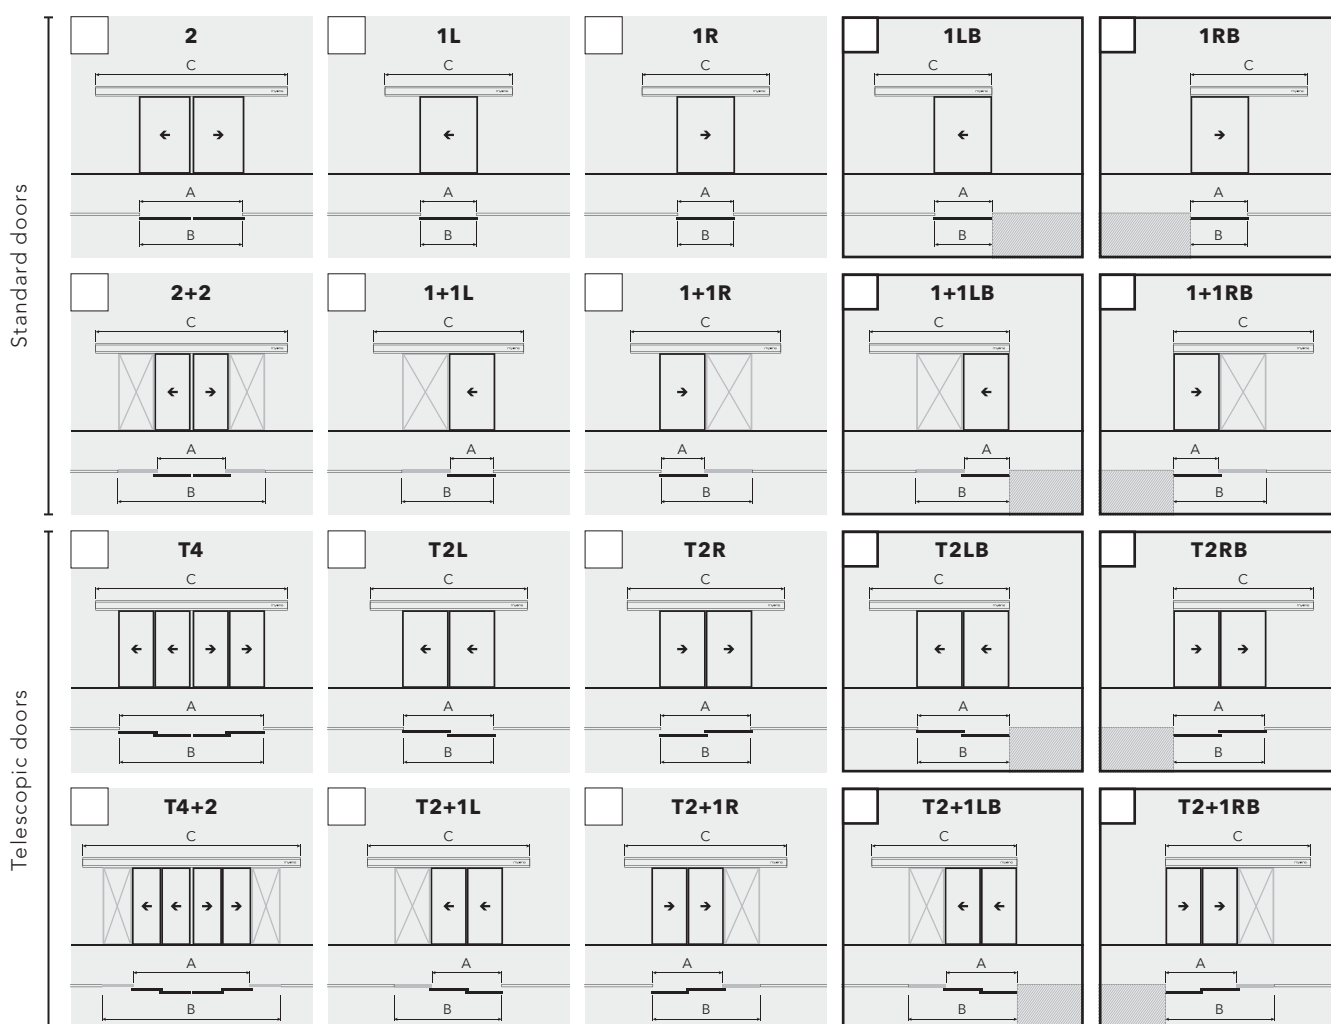 Standard doors
2 1L 1R 1LB 1RB
C C C C C
A A A A A
B B B B B
2+2 1+1L 1+1R 1+1LB 1+1RB
C C C C C
A A A A A
B B B B B
Telescopic doors
T4 T2L T2R T2LB T2RB
C C C C C
A A A A A
B B B B B
T4+2 T2+1L T2+1R T2+1LB T2+1RB
C C C C C
A A A A A
B B B B B